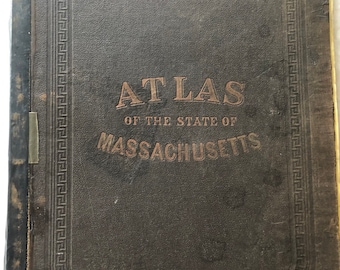 ATLAS
OF THE STATE OF
MASSACHUSETTS